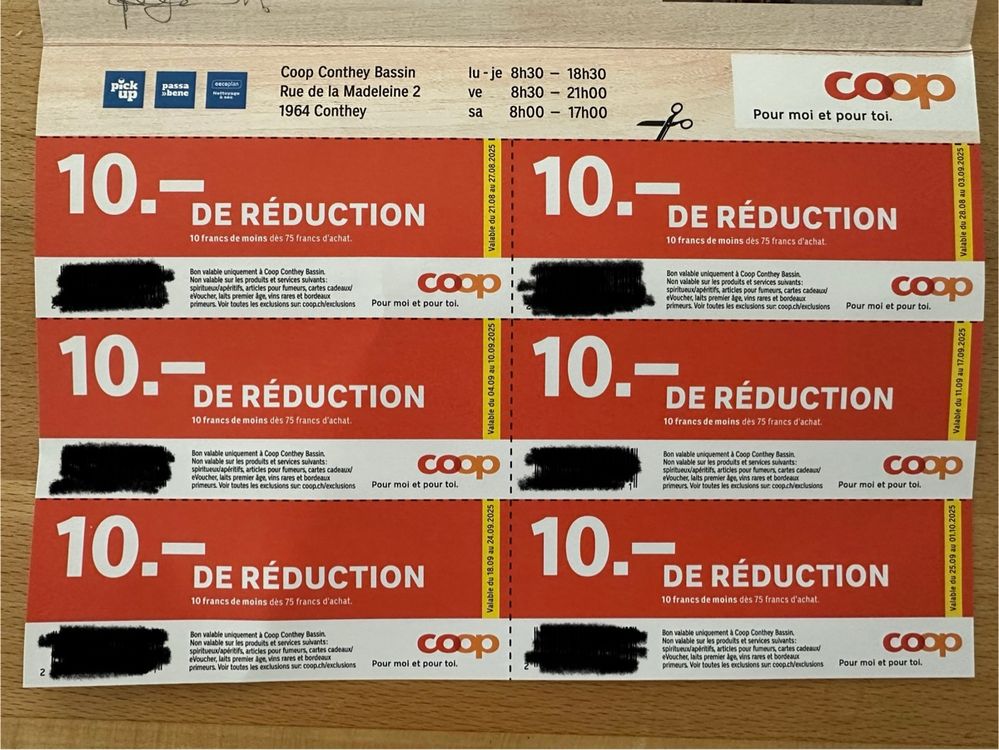 pick
up
passa
»bene
oecoplan
Nettoyage
à sec
Coop Conthey Bassin
Rue de la Madeleine 2
1964 Conthey
lu - je 8h30 – 18h30
ve 8h30 – 21h00
sa 8h00 – 17h00
coop
Pour moi et pour toi.
10.–
DE RÉDUCTION
10 francs de moins dès 75 francs d'achat.
Valable du 21.08 au 27.08.2025
Bon valable uniquement à Coop Conthey Bassin.
Non valable sur les produits et services suivants:
spiritueux/apéritifs, articles pour fumeurs, cartes cadeaux/
eVoucher, laits premier âge, vins rares et bordeaux
primeurs. Voir toutes les exclusions sur: coop.ch/exclusions
coop
Pour moi et pour toi.
10.–
DE RÉDUCTION
10 francs de moins dès 75 francs d'achat.
Valable du 28.08 au 03.09.2025
Bon valable uniquement à Coop Conthey Bassin.
Non valable sur les produits et services suivants:
spiritueux/apéritifs, articles pour fumeurs, cartes cadeaux/
eVoucher, laits premier âge, vins rares et bordeaux
primeurs. Voir toutes les exclusions sur: coop.ch/exclusions
coop
Pour moi et pour toi.
10.–
DE RÉDUCTION
10 francs de moins dès 75 francs d'achat.
Valable du 04.09 au 10.09.2025
Bon valable uniquement à Coop Conthey Bassin.
Non valable sur les produits et services suivants:
spiritueux/apéritifs, articles pour fumeurs, cartes cadeaux/
eVoucher, laits premier âge, vins rares et bordeaux
primeurs. Voir toutes les exclusions sur: coop.ch/exclusions
coop
Pour moi et pour toi.
10.–
DE RÉDUCTION
10 francs de moins dès 75 francs d'achat.
Valable du 11.09 au 17.09.2025
Bon valable uniquement à Coop Conthey Bassin.
Non valable sur les produits et services suivants:
spiritueux/apéritifs, articles pour fumeurs, cartes cadeaux/
eVoucher, laits premier âge, vins rares et bordeaux
primeurs. Voir toutes les exclusions sur: coop.ch/exclusions
coop
Pour moi et pour toi.
10.–
DE RÉDUCTION
10 francs de moins dès 75 francs d'achat.
Valable du 18.09 au 24.09.2025
2
Bon valable uniquement à Coop Conthey Bassin.
Non valable sur les produits et services suivants:
spiritueux/apéritifs, articles pour fumeurs, cartes cadeaux/
eVoucher, laits premier âge, vins rares et bordeaux
primeurs. Voir toutes les exclusions sur: coop.ch/exclusions
coop
Pour moi et pour toi.
10.–
DE RÉDUCTION
10 francs de moins dès 75 francs d'achat.
Valable du 25.09 au 01.10.2025
2
Bon valable uniquement à Coop Conthey Bassin.
Non valable sur les produits et services suivants:
spiritueux/apéritifs, articles pour fumeurs, cartes cadeaux/
eVoucher, laits premier âge, vins rares et bordeaux
primeurs. Voir toutes les exclusions sur: coop.ch/exclusions
coop
Pour moi et pour toi.